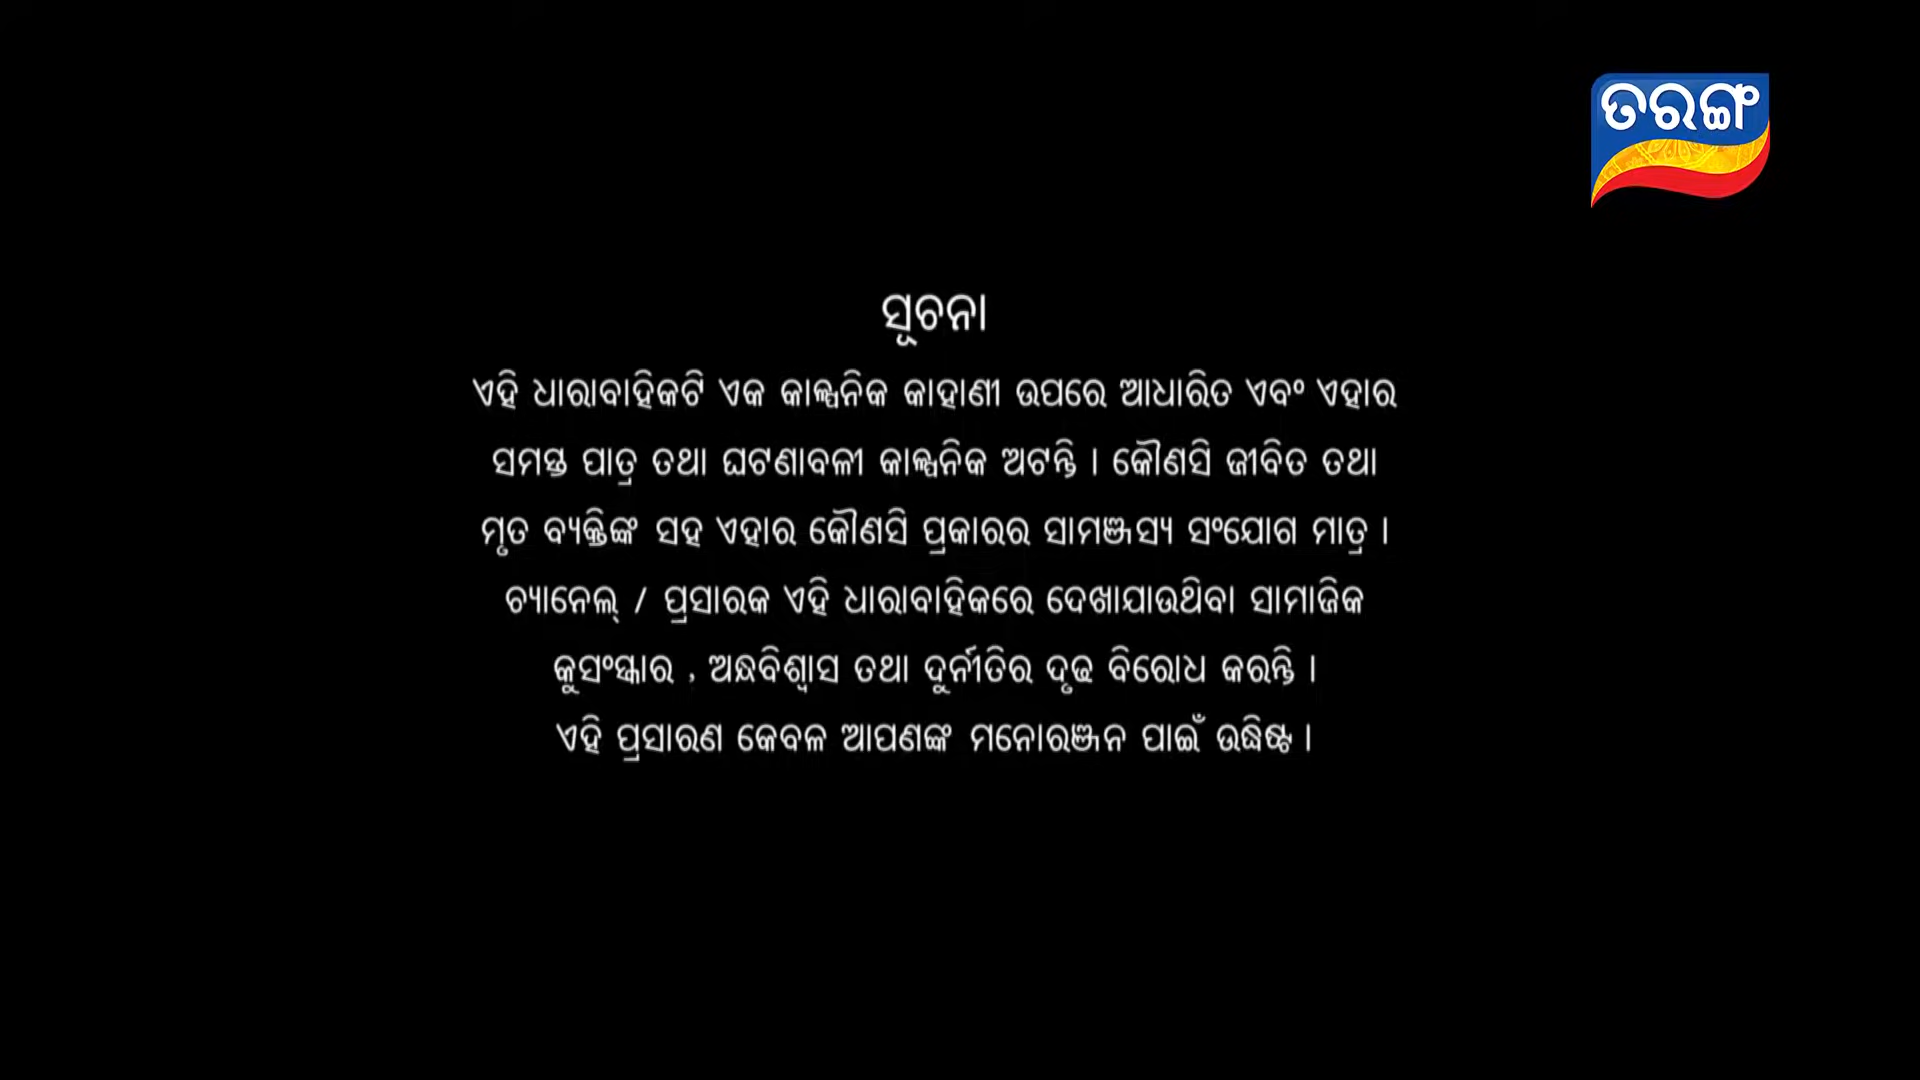 ତରଙ୍ଗ
ସୂଚନା
ଏହି ଧାରାବାହିକଟି ଏକ କାଳ୍ପନିକ କାହାଣୀ ଉପରେ ଆଧାରିତ ଏବଂ ଏହାର
ସମସ୍ତ ପାତ୍ର ତଥା ଘଟଣାବଳୀ କାଳ୍ପନିକ ଅଟନ୍ତି । କୌଣସି ଜୀବିତ ତଥା
ମୃତ ବ୍ୟକ୍ତିଙ୍କ ସହ ଏହାର କୌଣସି ପ୍ରକାରର ସାମଞ୍ଜସ୍ୟ ସଂଯୋଗ ମାତ୍ର ।
ଚ୍ୟାନେଲ୍ / ପ୍ରସାରକ ଏହି ଧାରାବାହିକରେ ଦେଖାଯାଉଥିବା ସାମାଜିକ
କୁସଂସ୍କାର , ଅନ୍ଧବିଶ୍ୱାସ ତଥା ଦୁର୍ନୀତିର ଦୃଢ ବିରୋଧ କରନ୍ତି ।
ଏହି ପ୍ରସାରଣ କେବଳ ଆପଣଙ୍କ ମନୋରଞ୍ଜନ ପାଇଁ ଉଦ୍ଧିଷ୍ଟ ।